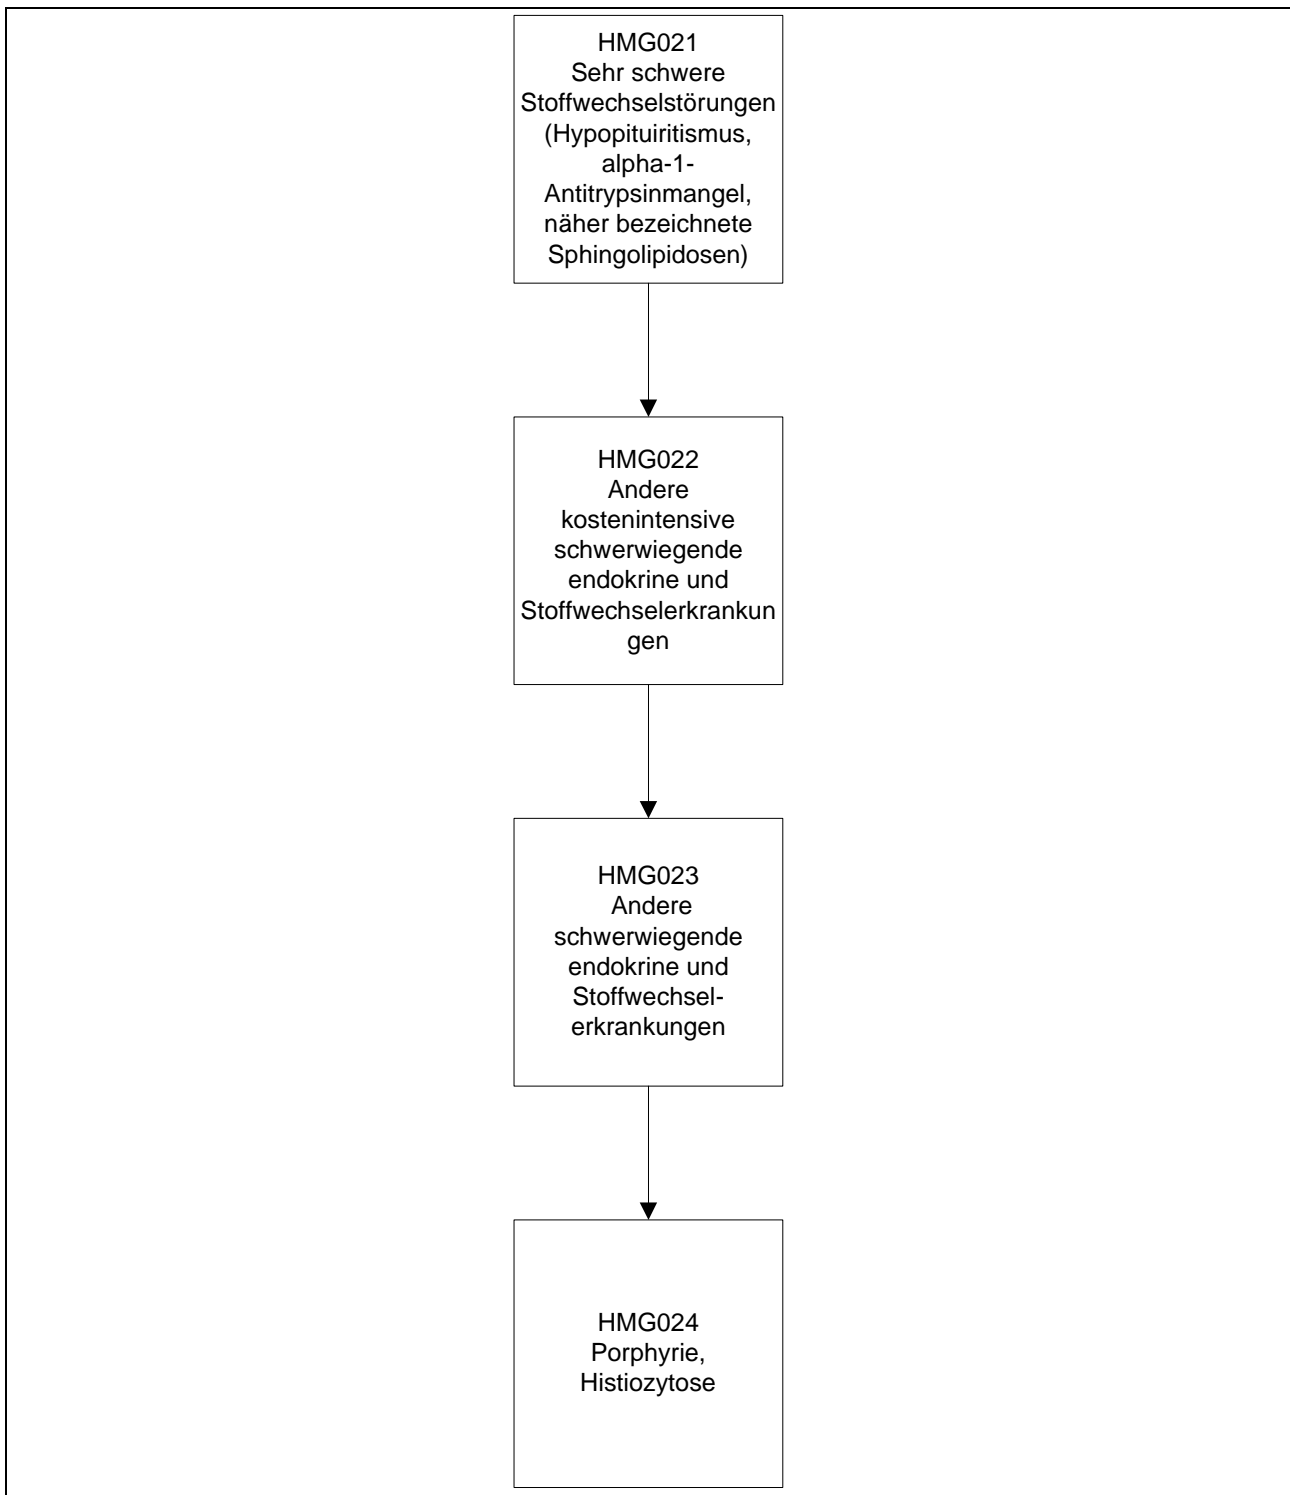 HMG021
Sehr schwere
Stoffwechselstörungen
(Hypopituiritismus,
alpha-1-
Antitrypsinmangel,
näher bezeichnete
Sphingolipidosen)
HMG022
Andere
kostenintensive
schwerwiegende
endokrine und
Stoffwechselerkrankun
gen
HMG023
Andere
schwerwiegende
endokrine und
Stoffwechsel-
erkrankungen
HMG024
Porphyrie,
Histiozytose